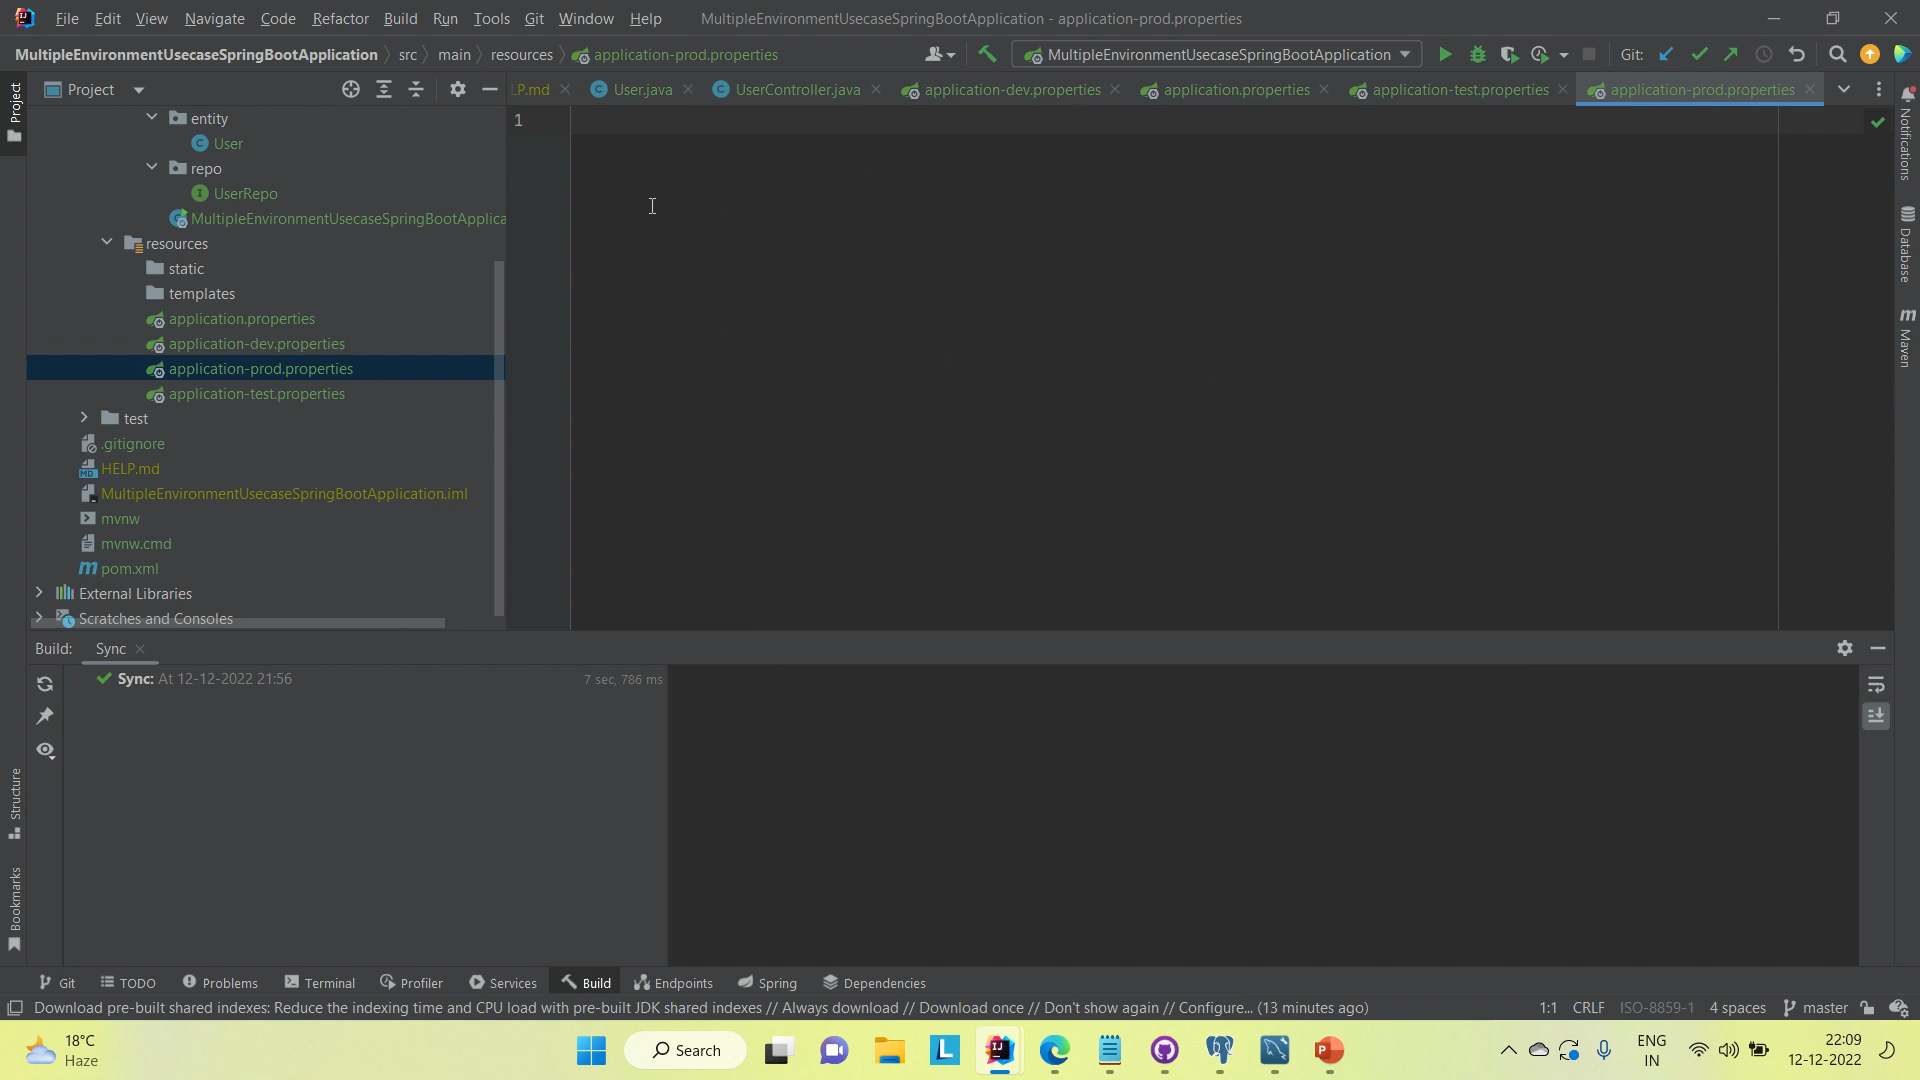 File Edit View Navigate Code Refactor Build Run Tools Git Window Help MultipleEnvironmentUsecaseSpringBootApplication - application-prod.properties
MultipleEnvironmentUsecaseSpringBootApplication src main resources application-prod.properties MultipleEnvironmentUsecaseSpringBootApplication Git:
Project LP.md User.java UserController.java application-dev.properties application.properties application-test.properties application-prod.properties
Project
Notifications
Database
Maven
Structure
Bookmarks
1
entity
User
repo
UserRepo
MultipleEnvironmentUsecaseSpringBootApplica
resources
static
templates
application.properties
application-dev.properties
application-prod.properties
application-test.properties
test
.gitignore
HELP.md
MultipleEnvironmentUsecaseSpringBootApplication.iml
mvnw
mvnw.cmd
pom.xml
External Libraries
Scratches and Consoles
Build: Sync
Sync: At 12-12-2022 21:56 7 sec, 786 ms
Git TODO Problems Terminal Profiler Services Build Endpoints Spring Dependencies
Download pre-built shared indexes: Reduce the indexing time and CPU load with pre-built JDK shared indexes // Always download // Download once // Don't show again // Configure... (13 minutes ago) 1:1 CRLF ISO-8859-1 4 spaces master
18°C
Haze
Search
ENG
IN
22:09
12-12-2022